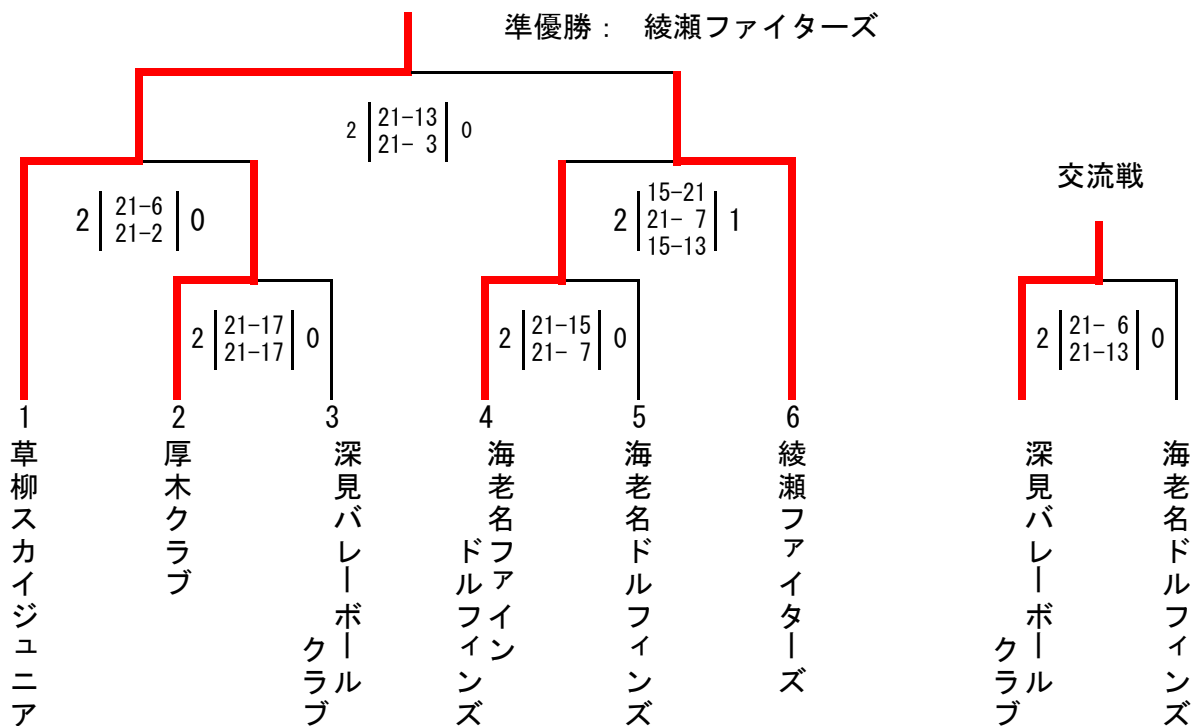 準優勝： 綾瀬ファイターズ
2 21-13 0
21- 3
交流戦
2 21-6 0
21-2
15-21
2 21- 7 1
15-13
2 21-17 0
21-17
2 21-15 0
21- 7
2 21- 6 0
21-13
1
2
3
4
5
6
草柳スカイジュニア
厚木クラブ
深見バレーボール
クラブ
海老名ファイン
ドルフィンズ
海老名ドルフィンズ
綾瀬ファイターズ
深見バレーボール
クラブ
海老名ドルフィンズ